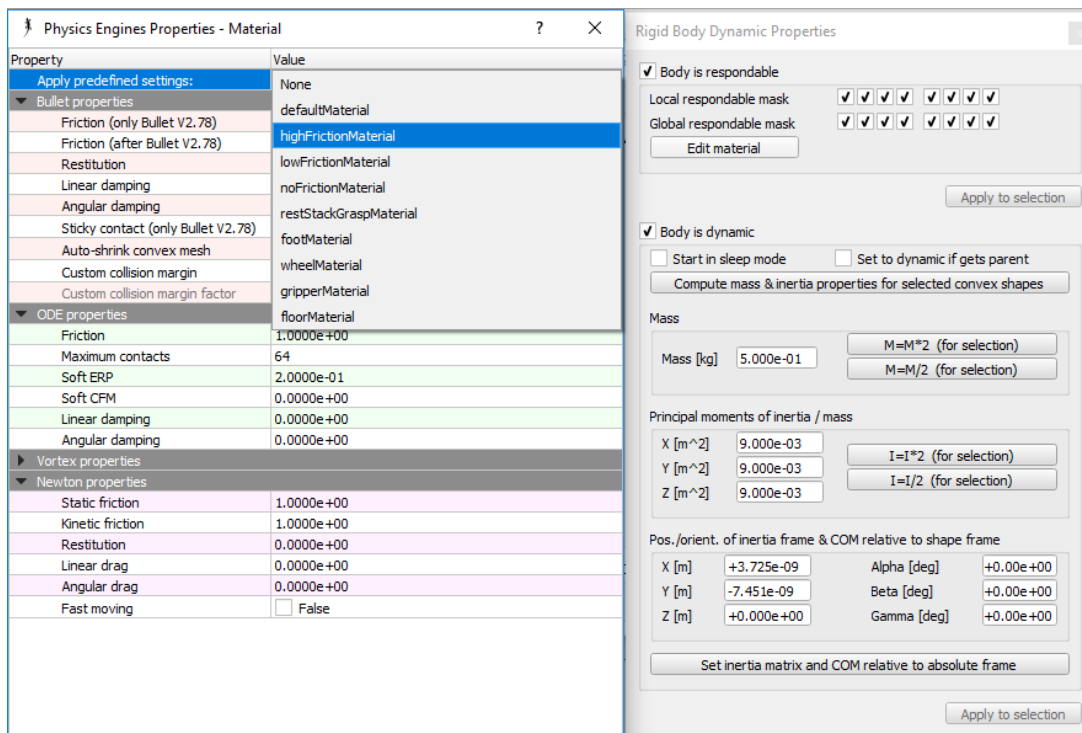 Physics Engines Properties - Material
?
Property Value
Apply predefined settings:
None
defaultMaterial
highFrictionMaterial
lowFrictionMaterial
noFrictionMaterial
restStackGraspMaterial
footMaterial
wheelMaterial
gripperMaterial
floorMaterial
Bullet properties
Friction (only Bullet V2.78)
Friction (after Bullet V2.78)
Restitution
Linear damping
Angular damping
Sticky contact (only Bullet V2.78)
Auto-shrink convex mesh
Custom collision margin
Custom collision margin factor
ODE properties
Friction 1.0000e+00
Maximum contacts 64
Soft ERP 2.0000e-01
Soft CFM 0.0000e+00
Linear damping 0.0000e+00
Angular damping 0.0000e+00
Vortex properties
Newton properties
Static friction 1.0000e+00
Kinetic friction 1.0000e+00
Restitution 0.0000e+00
Linear drag 0.0000e+00
Angular drag 0.0000e+00
Fast moving False
Rigid Body Dynamic Properties
Body is respondable
Local respondable mask
Global respondable mask
Edit material
Apply to selection
Body is dynamic
Start in sleep mode Set to dynamic if gets parent
Compute mass & inertia properties for selected convex shapes
Mass
Mass [kg] 5.000e-01
M=M*2 (for selection)
M=M/2 (for selection)
Principal moments of inertia / mass
X [m^2] 9.000e-03
Y [m^2] 9.000e-03
Z [m^2] 9.000e-03
I=I*2 (for selection)
I=I/2 (for selection)
Pos./orient. of inertia frame & COM relative to shape frame
X [m] +3.725e-09 Alpha [deg] +0.00e+00
Y [m] -7.451e-09 Beta [deg] +0.00e+00
Z [m] +0.000e+00 Gamma [deg] +0.00e+00
Set inertia matrix and COM relative to absolute frame
Apply to selection